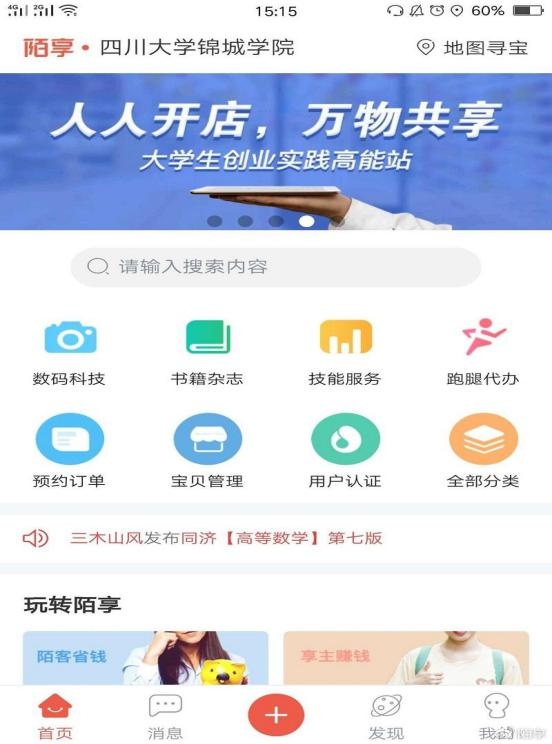 4G 2G 15:15 60%
陌享·四川大学锦城学院 地图寻宝
人人开店，万物共享
大学生创业实践高能站
请输入搜索内容
数码科技 书籍杂志 技能服务 跑腿代办
预约订单 宝贝管理 用户认证 全部分类
三木山风发布同济【高等数学】第七版
玩转陌享
陌客省钱 享主赚钱
首页 消息 发现 我
陌享